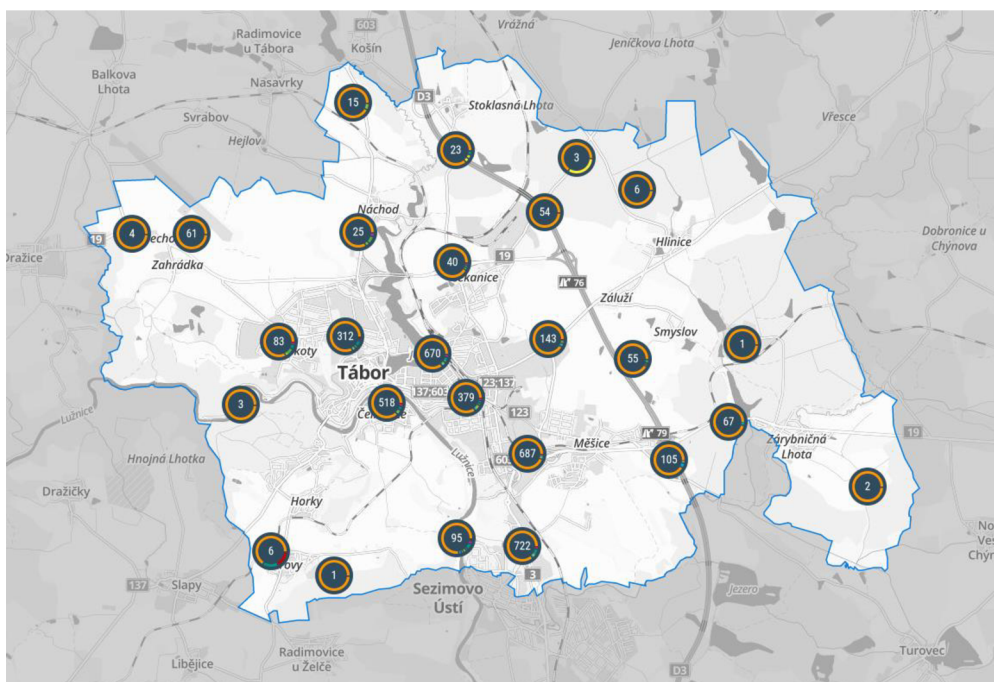 603
Vrážná
Radimovice
u Tábora
Košín
Jeníčkova Lhota
Balkova
Lhota
Nasavrky
D3
Stoklasná Lhota
15
Svrabov
Vřesce
Hejlov
23
3
6
Náchod
54
4
61
25
19
Zahrádka
Hlinice
Dobronice u
Chýnova
Dražice
40
19
76
Záluží
Smyslov
312
143
83
670
55
1
Tábor
123·137
137;603
3
518
379
123
67
Lužnice
Měšice
79
19
Zárybničná
Lhota
Hnojná Lhotka
687
105
Lužnice
2
Dražičky
Horky
95
722
6
1
3
137
Slapy
Sezimovo
Ústí
Jezero
Libějice
Radimovice
u Želče
D3
Turovec